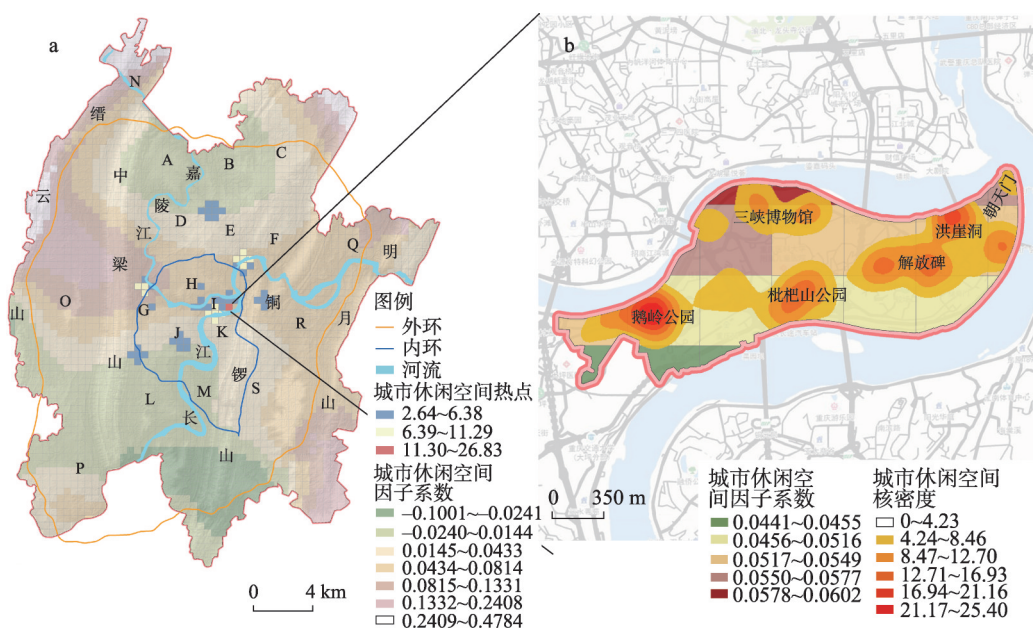 a
N
缙
A
嘉
B
C
中
云
陵
D
E
江
F
Q
明
梁
H
O
G
I
铜
山
J
K
R
月
山
江
锣
L
M
S
长
山
P
山
图例
外环
内环
河流
城市休闲空间热点
2.64~6.38
6.39~11.29
11.30~26.83
城市休闲空间
因子系数
−0.1001~−0.0241
−0.0240~0.0144
0.0145~0.0433
0.0434~0.0814
0.0815~0.1331
0.1332~0.2408
0.2409~0.4784
0 4 km
b
朝天门
三峡博物馆
洪崖洞
解放碑
枇杷山公园
鹅岭公园
0 350 m
城市休闲空
间因子系数
0.0441~0.0455
0.0456~0.0516
0.0517~0.0549
0.0550~0.0577
0.0578~0.0602
城市休闲空间
核密度
0~4.23
4.24~8.46
8.47~12.70
12.71~16.93
16.94~21.16
21.17~25.40